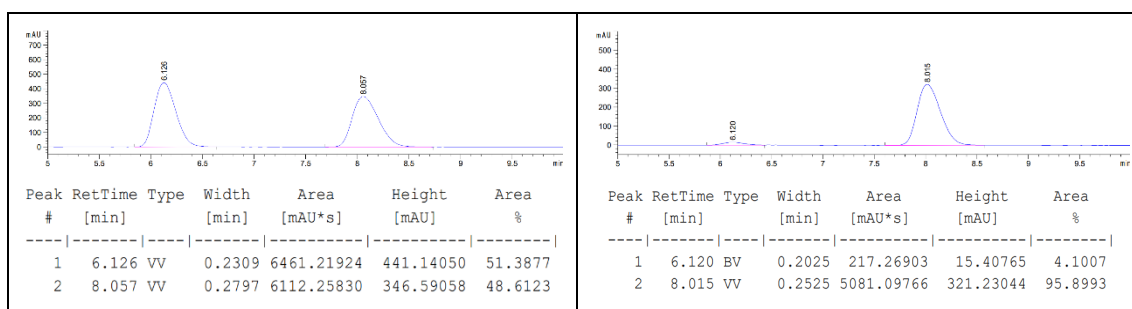 mAU
700
600
500
400
300
200
100
0
6.126
8.057
5 5.5 6 6.5 7 7.5 8 8.5 9 9.5 min
Peak RetTime Type Width Area Height Area
# [min] [min] [mAU*s] [mAU] %
----|-------|----|-------|----------|----------|--------|
1 6.126 VV 0.2309 6461.21924 441.14050 51.3877
2 8.057 VV 0.2797 6112.25830 346.59058 48.6123
mAU
500
400
300
200
100
0
6.120
8.015
5 5.5 6 6.5 7 7.5 8 8.5 9 9.5 min
Peak RetTime Type Width Area Height Area
# [min] [min] [mAU*s] [mAU] %
----|-------|----|-------|----------|----------|--------|
1 6.120 BV 0.2025 217.26903 15.40765 4.1007
2 8.015 VV 0.2525 5081.09766 321.23044 95.8993